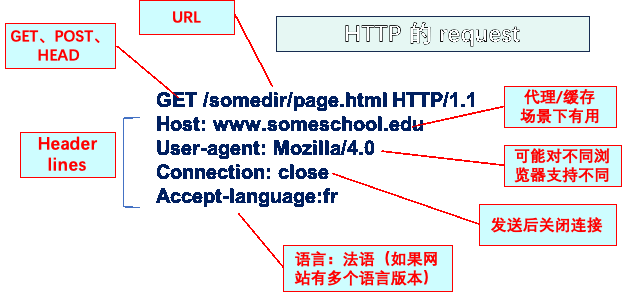 URL
HTTP 的 request
GET、POST、
HEAD
GET /somedir/page.html HTTP/1.1
Host: www.someschool.edu
User-agent: Mozilla/4.0
Connection: close
Accept-language:fr
Header
lines
代理/缓存
场景下有用
可能对不同浏
览器支持不同
发送后关闭连接
语言：法语（如果网
站有多个语言版本）